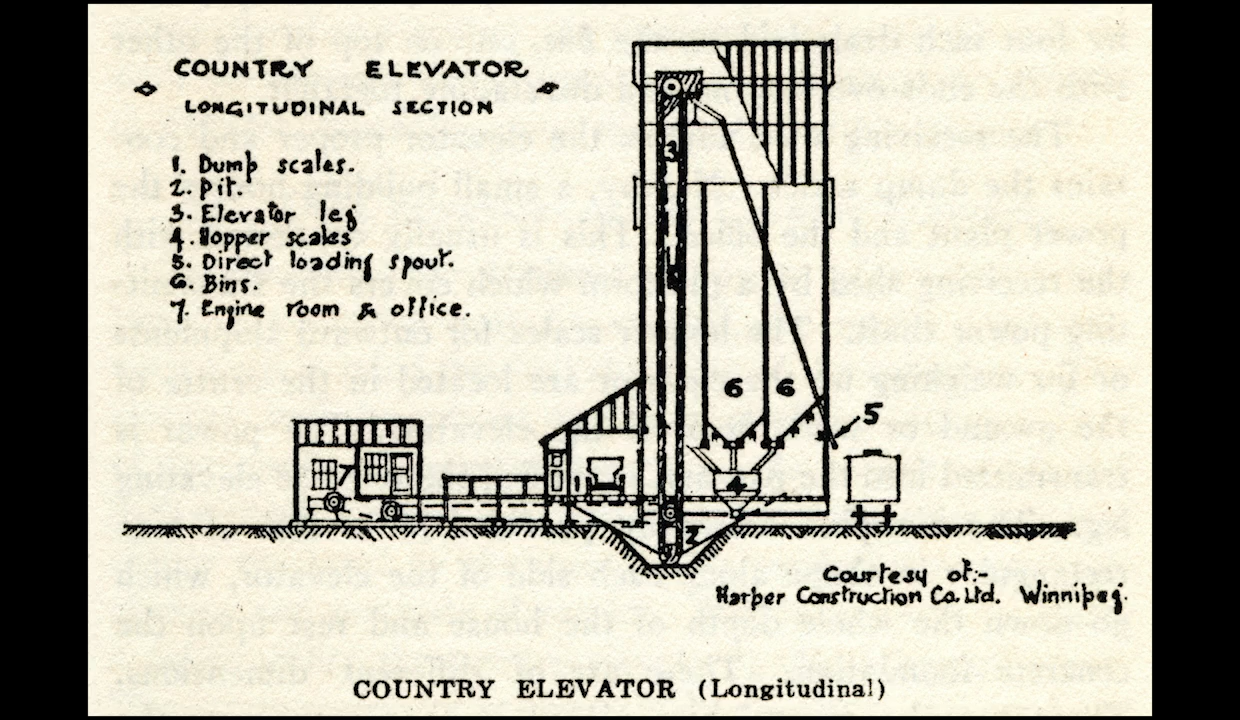 COUNTRY ELEVATOR
LONGITUDINAL SECTION
1. Dump scales.
2. Pit.
3. Elevator leg
4. Hopper scales
5. Direct loading spout.
6. Bins.
7. Engine room & office.
3
6 6
5
7
4
2
Courtesy of:-
Harper Construction Co. Ltd. Winnipeg.
COUNTRY ELEVATOR (Longitudinal)